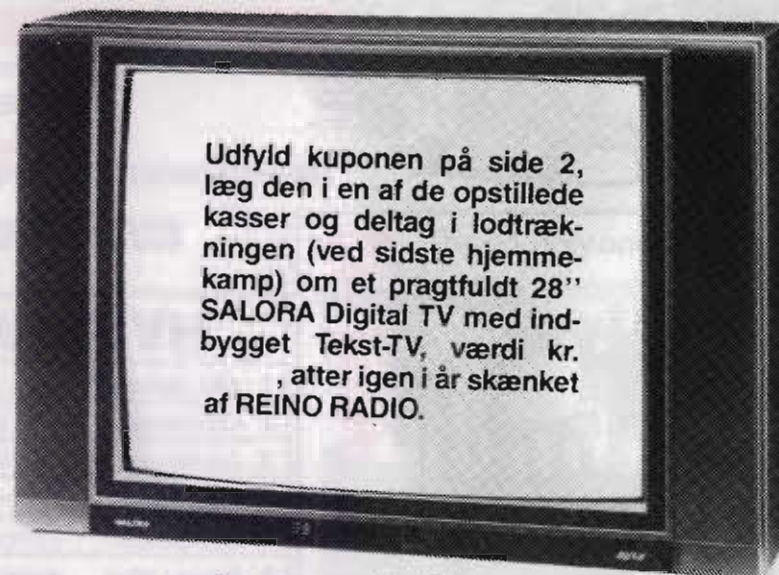 Udfyld kuponen på side 2,
læg den i en af de opstillede
kasser og deltag i lodtræk-
ningen (ved sidste hjemme-
kamp) om et pragtfuldt 28’’
SALORA Digital TV med ind-
bygget Tekst-TV, værdi kr.
, atter igen i år skænket
af REINO RADIO.
SALORA